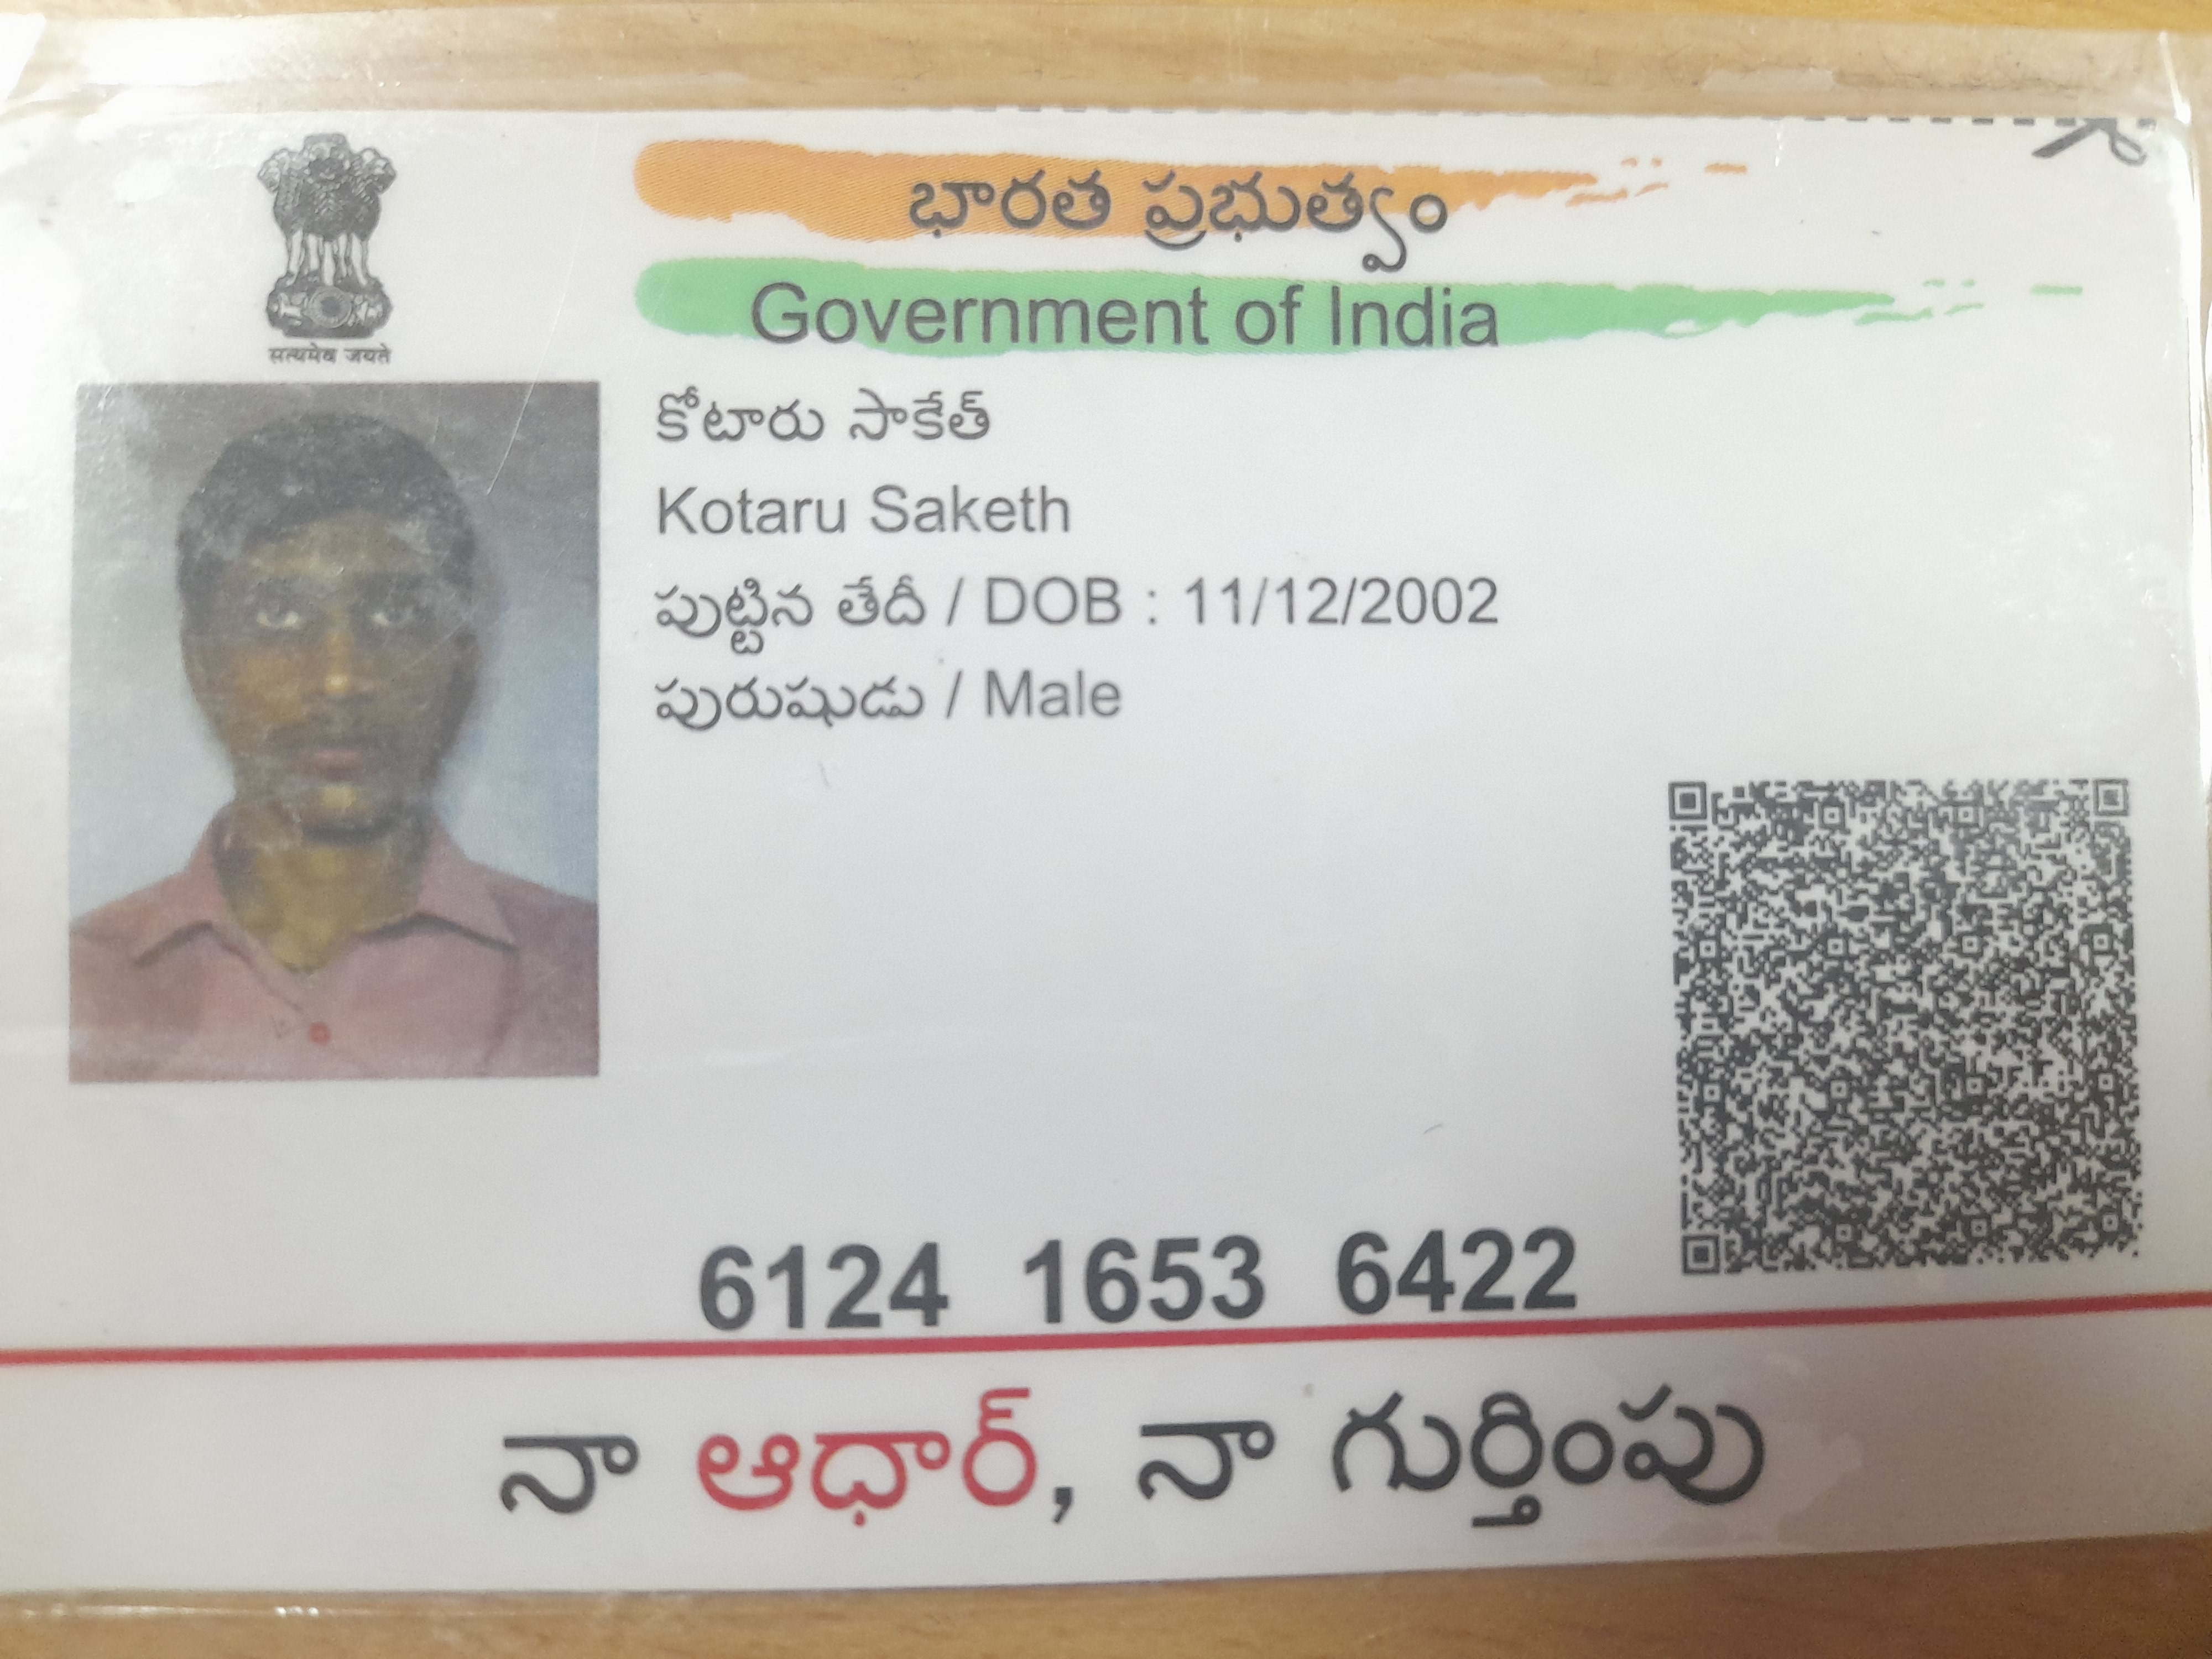 सत्यमेव जयते
భారత ప్రభుత్వం
Government of India
కోటారు సాకేత్
Kotaru Saketh
పుట్టిన తేదీ / DOB : 11/12/2002
పురుషుడు / Male
6124 1653 6422
నా ఆధార్, నా గుర్తింపు